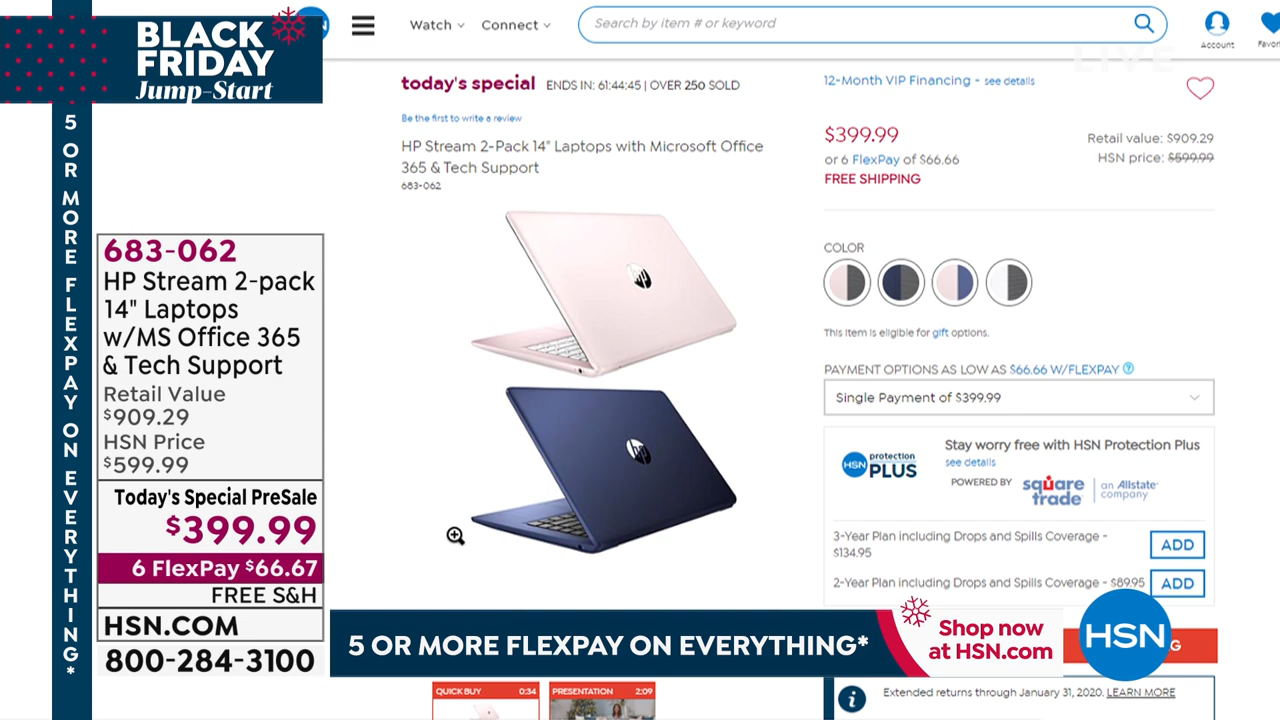 BLACK
FRIDAY
Jump-Start
5 OR MORE FLEXPAY ON EVERYTHING*
683-062
HP Stream 2-pack
14" Laptops
w/MS Office 365
& Tech Support
Retail Value
$909.29
HSN Price
$599.99
Today's Special PreSale
$399.99
6 FlexPay $66.67
FREE S&H
HSN.COM
800-284-3100
Watch
Connect
Search by item # or keyword
Account
LIVE
today's special ENDS IN: 61:44:45 | OVER 250 SOLD
Be the first to write a review
HP Stream 2-Pack 14" Laptops with Microsoft Office
365 & Tech Support
683-062
hp
hp
12-Month VIP Financing - see details
$399.99
Retail value: $909.29
or 6 FlexPay of $66.66
HSN price: $599.99
FREE SHIPPING
COLOR
This item is eligible for gift options.
PAYMENT OPTIONS AS LOW AS $66.66 W/FLEXPAY ?
Single Payment of $399.99
HSN protection PLUS
Stay worry free with HSN Protection Plus
see details
POWERED BY square trade an Allstate company
3-Year Plan including Drops and Spills Coverage -
$134.95
ADD
2-Year Plan including Drops and Spills Coverage - $89.95
ADD
5 OR MORE FLEXPAY ON EVERYTHING*
Shop now
at HSN.com
HSN
QUICK BUY 0:34
PRESENTATION 2:09
i
Extended returns through January 31, 2020. LEARN MORE